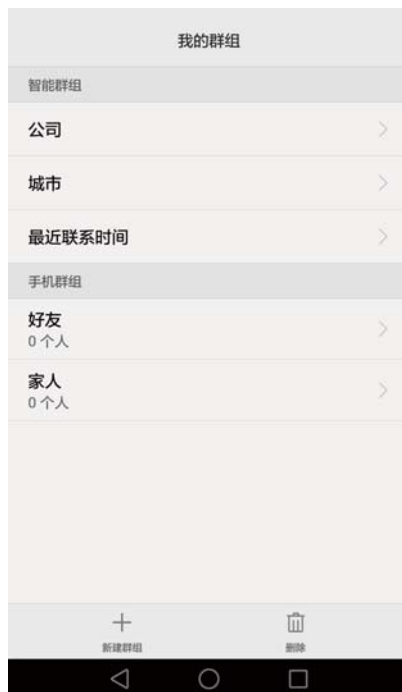 我的群组
智能群组
公司
城市
最近联系时间
手机群组
好友
0 个人
家人
0 个人
新建群组
删除